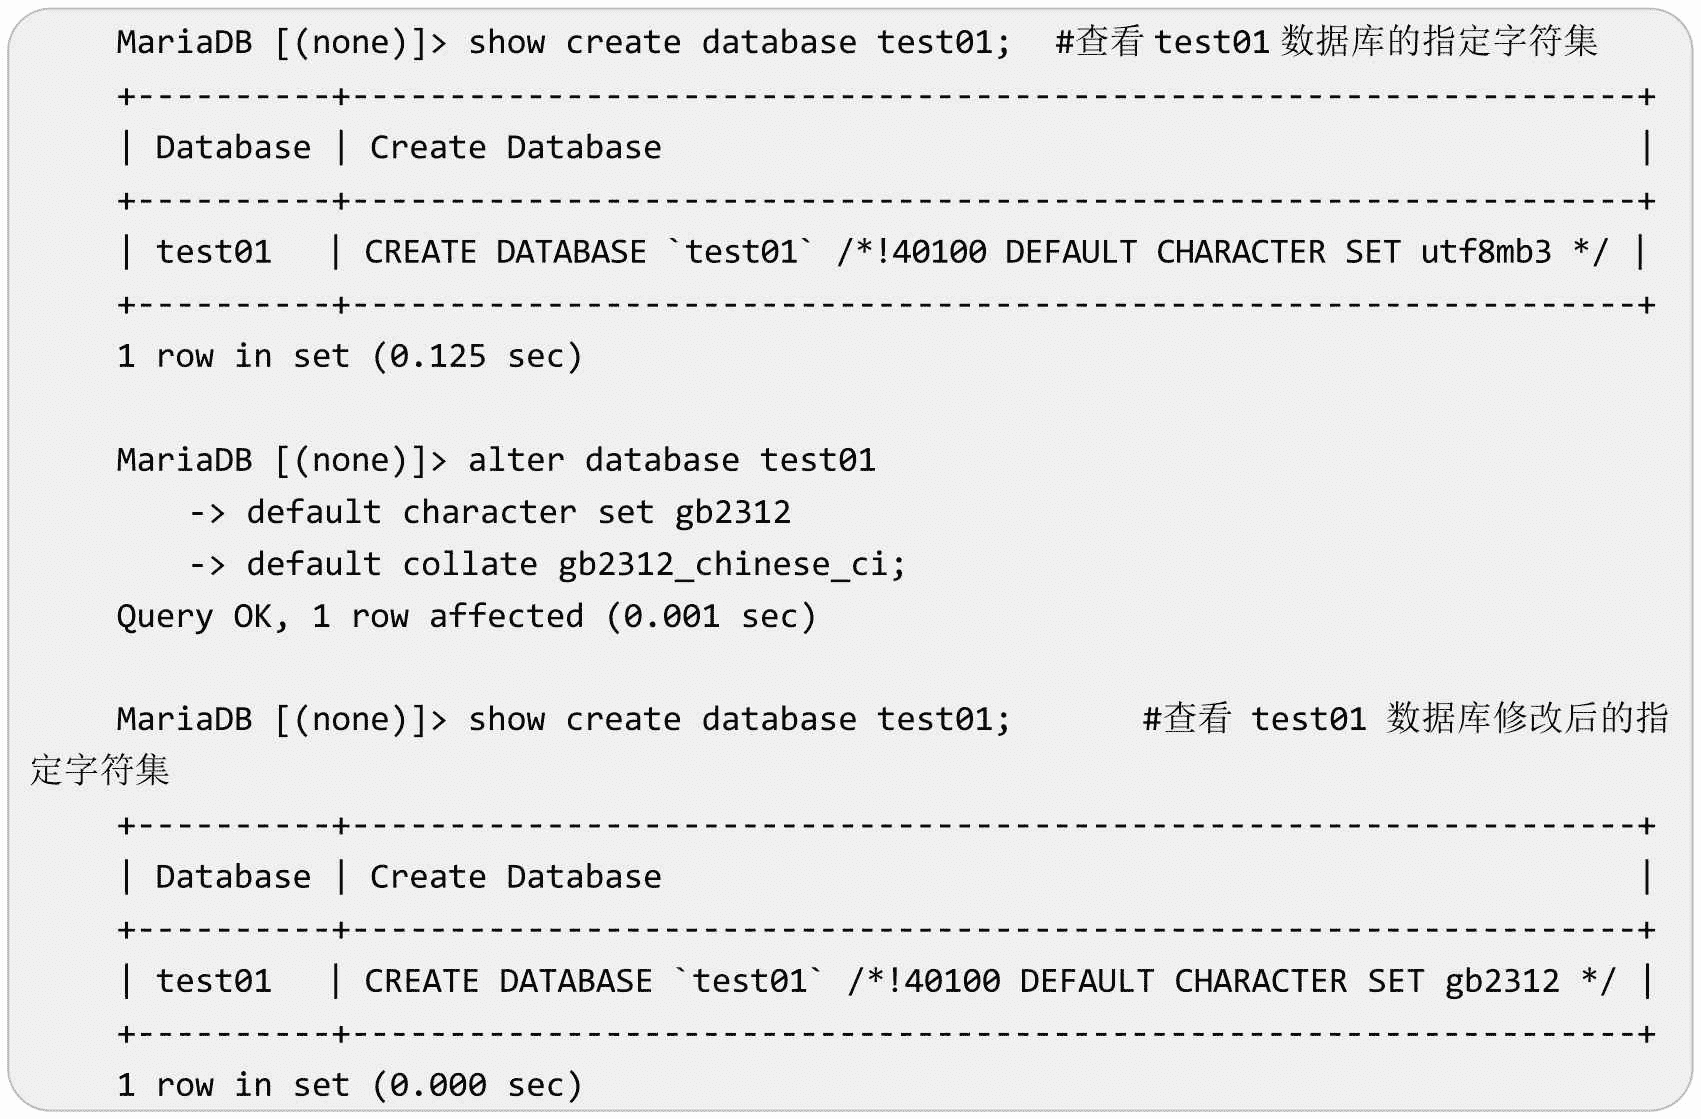 MariaDB [(none)]> show create database test01;  #查看 test01 数据库的指定字符集
+----------+------------------------------------------------------------------+
| Database | Create Database                                                  |
+----------+------------------------------------------------------------------+
| test01   | CREATE DATABASE `test01` /*!40100 DEFAULT CHARACTER SET utf8mb3 */ |
+----------+------------------------------------------------------------------+
1 row in set (0.125 sec)
MariaDB [(none)]> alter database test01
    -> default character set gb2312
    -> default collate gb2312_chinese_ci;
Query OK, 1 row affected (0.001 sec)
MariaDB [(none)]> show create database test01;       #查看 test01 数据库修改后的指
定字符集
+----------+------------------------------------------------------------------+
| Database | Create Database                                                  |
+----------+------------------------------------------------------------------+
| test01   | CREATE DATABASE `test01` /*!40100 DEFAULT CHARACTER SET gb2312 */ |
+----------+------------------------------------------------------------------+
1 row in set (0.000 sec)